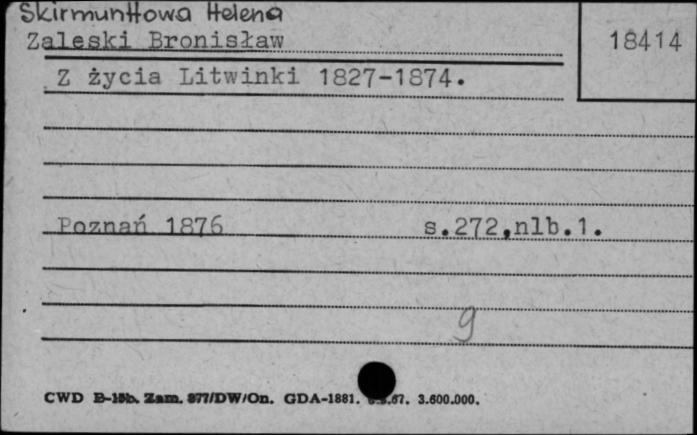 Skirmunttowa Helena
Zaleski Bronisław
18414
Z życia Litwinki 1827-1874.
Poznań 1876 s.272,nlb.1.
g
CWD B-15b. Zam. 877/DW/On. GDA-1881. 67. 3.600.000.